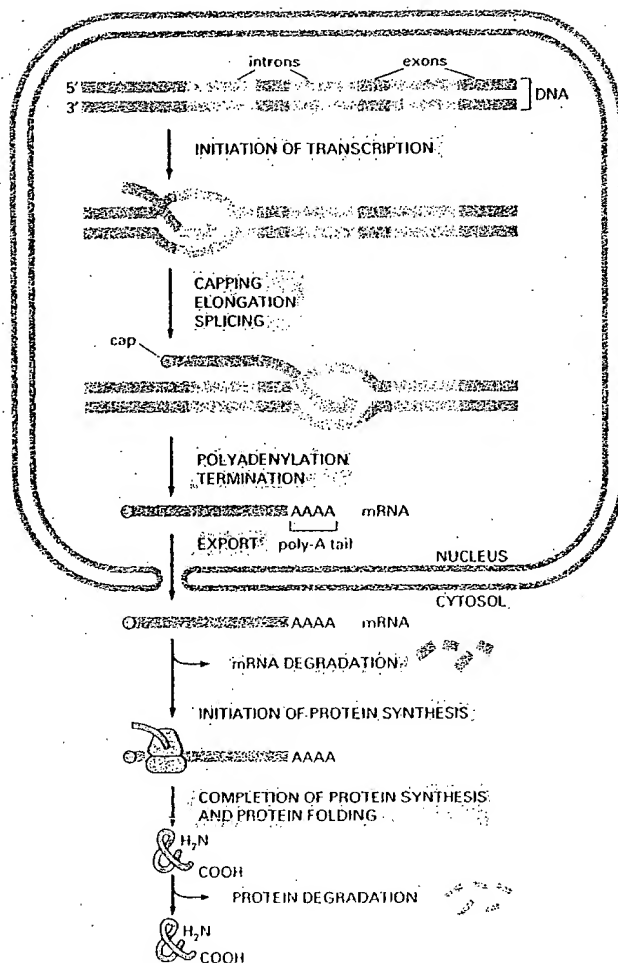 introns exons
5′
3′
DNA
INITIATION OF TRANSCRIPTION
CAPPING
ELONGATION
SPLICING
cap
POLYADENYLATION
TERMINATION
AAAA mRNA
EXPORT poly-A tail
NUCLEUS
CYTOSOL
AAAA mRNA
mRNA DEGRADATION
INITIATION OF PROTEIN SYNTHESIS
AAAA
COMPLETION OF PROTEIN SYNTHESIS
AND PROTEIN FOLDING
H₂N
COOH
PROTEIN DEGRADATION
H₂N
COOH